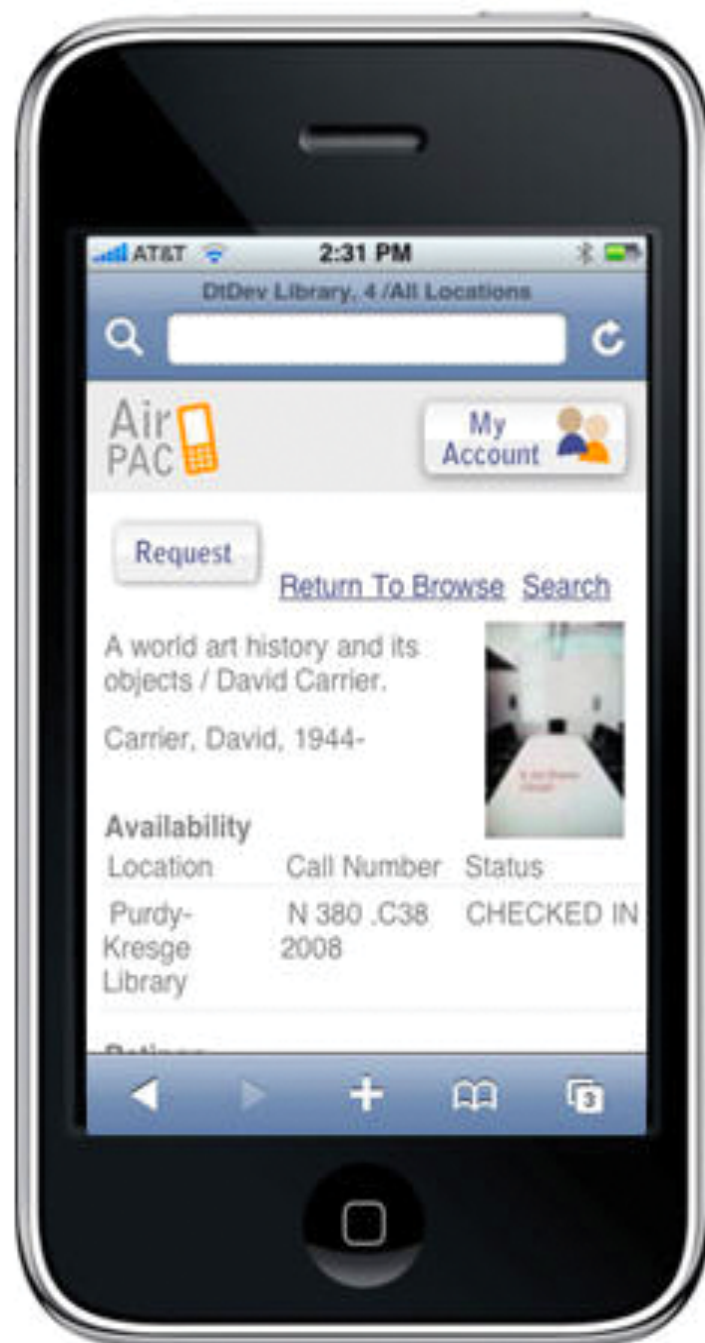 AT&T 2:31 PM
DtDev Library, 4 /All Locations
Air
PAC
My
Account
Request
Return To Browse Search
A world art history and its
objects / David Carrier.
Carrier, David, 1944-
Availability
Location Call Number Status
Purdy- N 380 .C38 CHECKED IN
Kresge 2008
Library
3